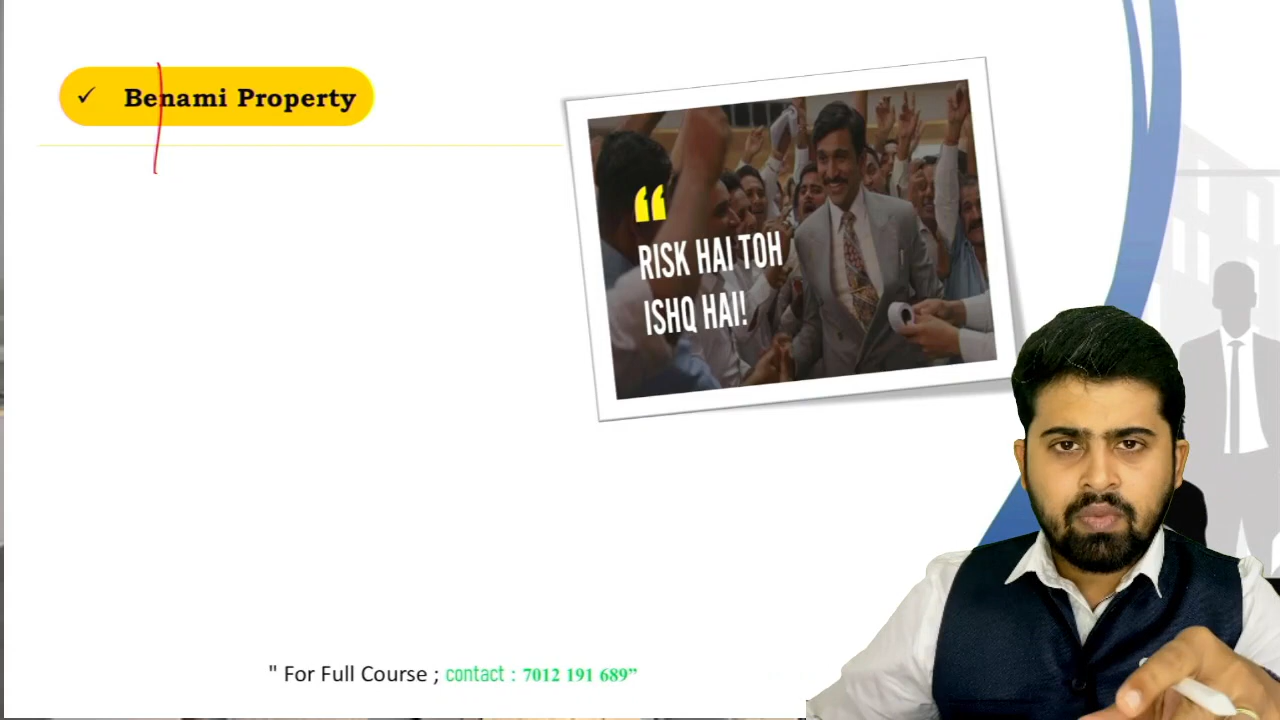 ✓ Benami Property
“
RISK HAI TOH
ISHQ HAI!
" For Full Course ; contact : 7012 191 689”